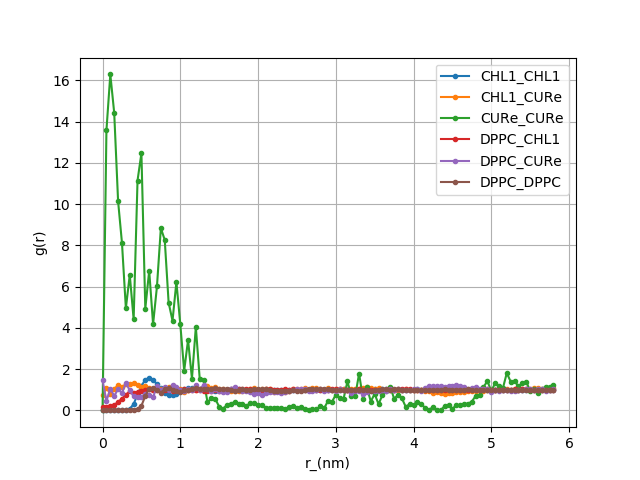 16
14
12
10
8
6
4
2
0
g(r)
0
1
2
3
4
5
6
r_(nm)
CHL1_CHL1
CHL1_CURe
CURe_CURe
DPPC_CHL1
DPPC_CURe
DPPC_DPPC